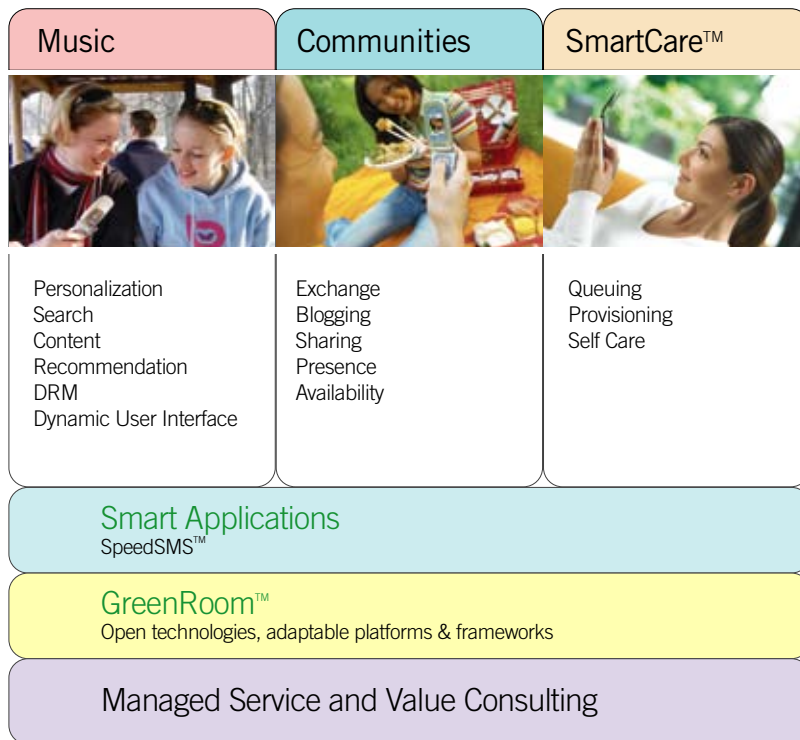 Music
Communities
SmartCare™
Personalization
Search
Content
Recommendation
DRM
Dynamic User Interface
Exchange
Blogging
Sharing
Presence
Availability
Queuing
Provisioning
Self Care
Smart Applications
SpeedSMS™
GreenRoom™
Open technologies, adaptable platforms & frameworks
Managed Service and Value Consulting